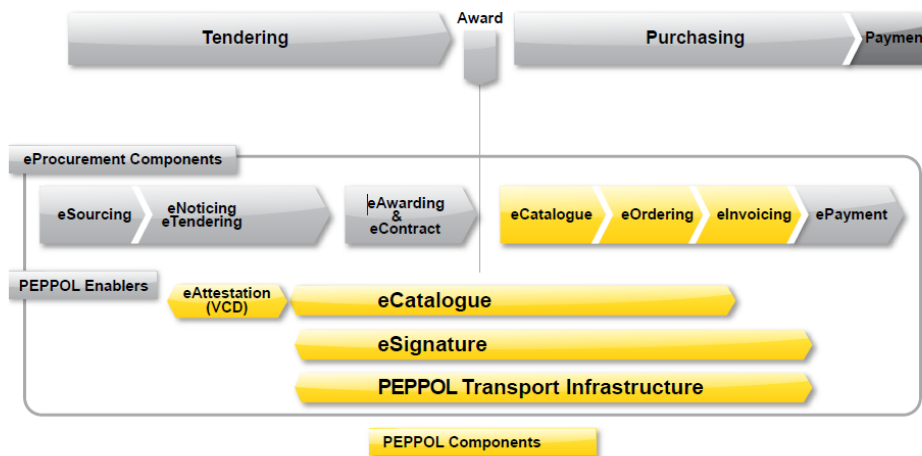 Award
Tendering
Purchasing
Paymen
eProcurement Components
eSourcing
eNoticing
eTendering
eAwarding
&
eContract
eCatalogue
eOrdering
eInvoicing
ePayment
PEPPOL Enablers
eAttestation
(VCD)
eCatalogue
eSignature
PEPPOL Transport Infrastructure
PEPPOL Components